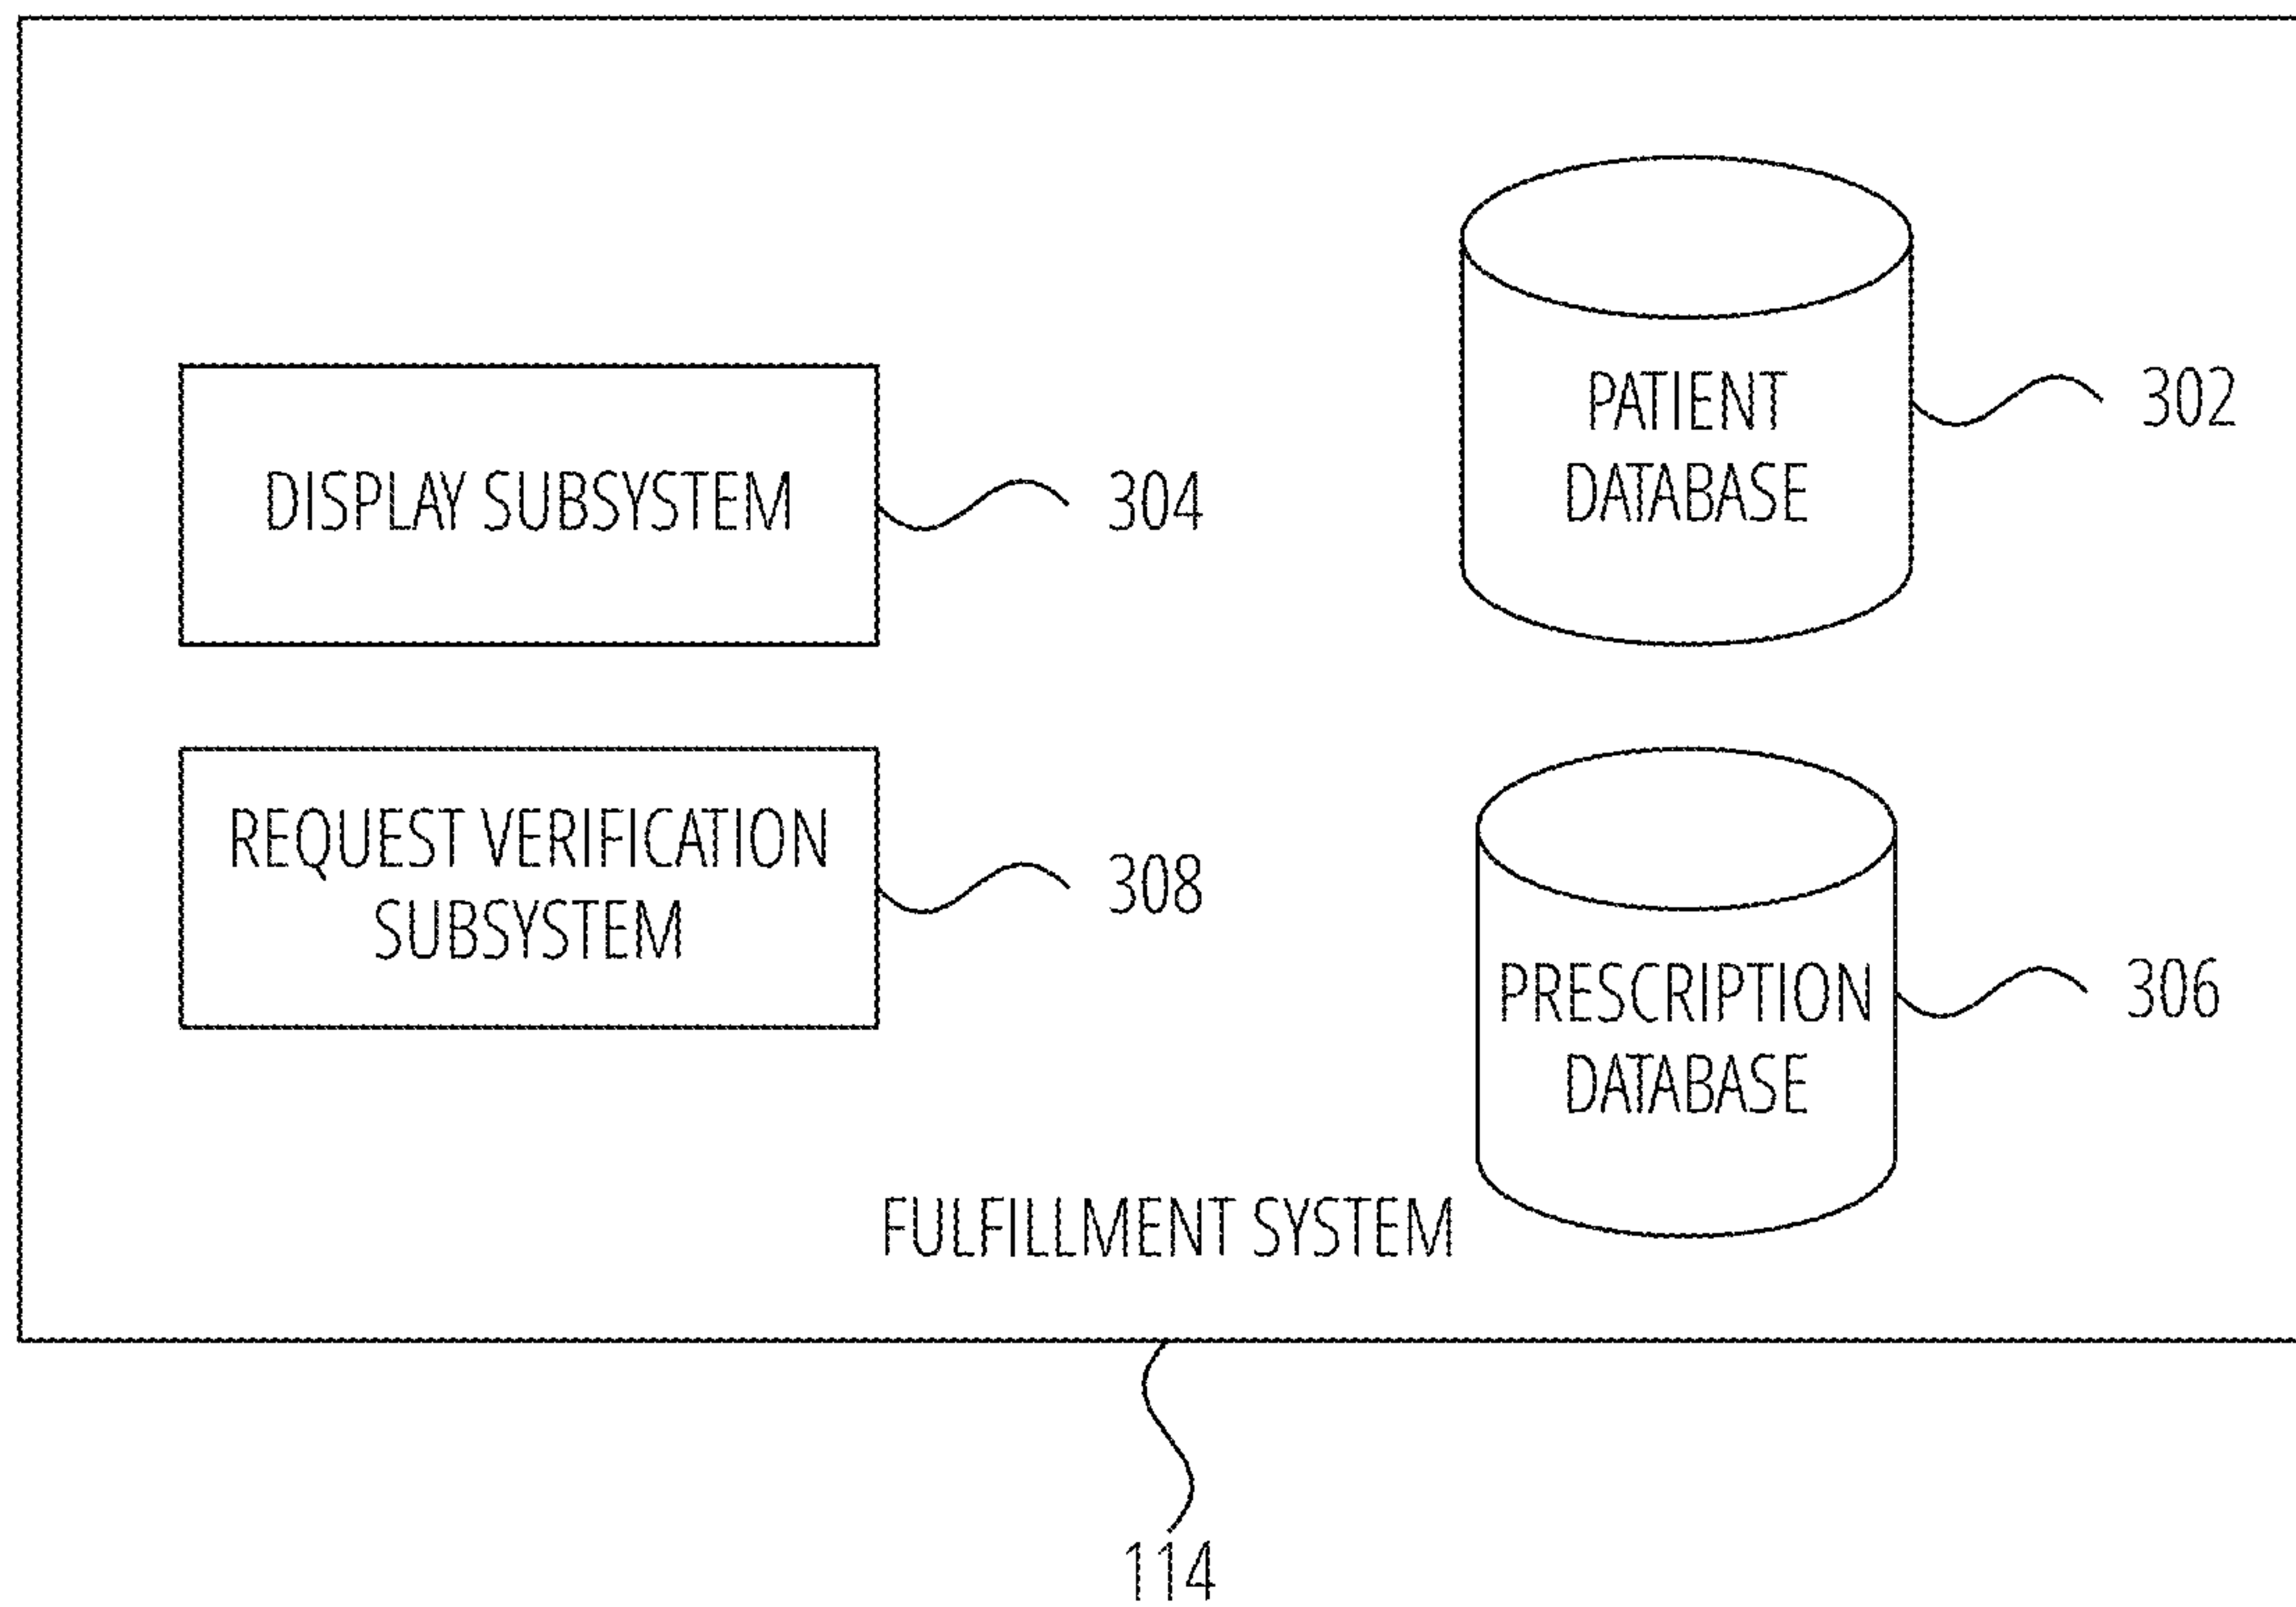 PATIENT
DATABASE
302
DISPLAY SUBSYSTEM
304
REQUEST VERIFICATION
SUBSYSTEM
308
PRESCRIPTION
DATABASE
306
FULFILLMENT SYSTEM
114